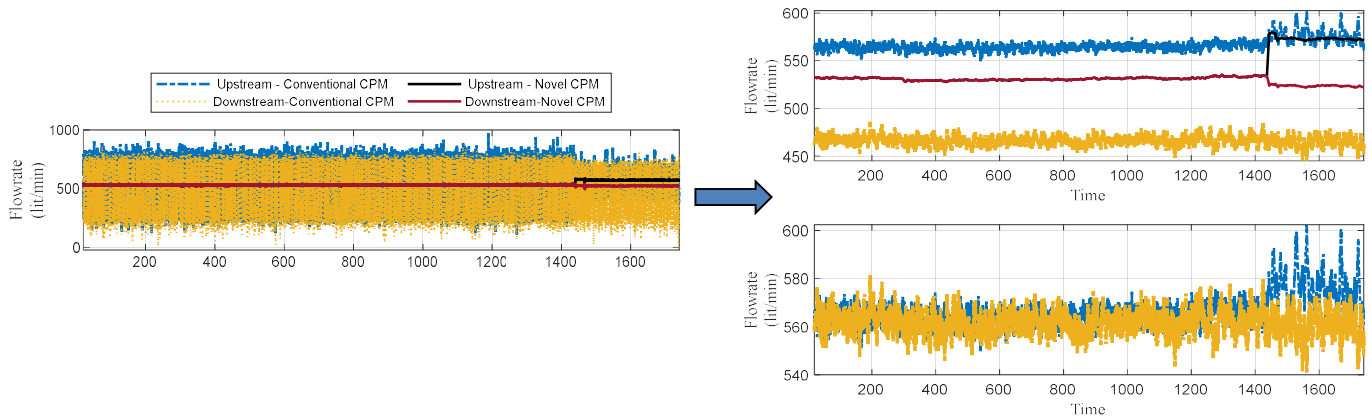 Upstream - Conventional CPM
Upstream - Novel CPM
Downstream-Conventional CPM
Downstream-Novel CPM
Flowrate
(lit/min)
1000
500
0
200 400 600 800 1000 1200 1400 1600
Flowrate
(lit/min)
600
550
500
450
200 400 600 800 1000 1200 1400 1600
Time
Flowrate
(lit/min)
600
580
560
540
200 400 600 800 1000 1200 1400 1600
Time